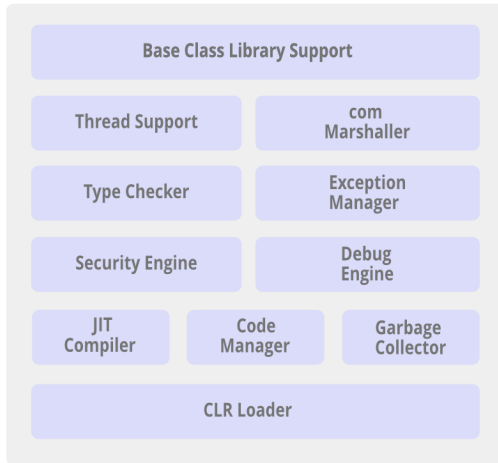 Base Class Library Support
Thread Support
com
Marshaller
Type Checker
Exception
Manager
Security Engine
Debug
Engine
JIT
Compiler
Code
Manager
Garbage
Collector
CLR Loader